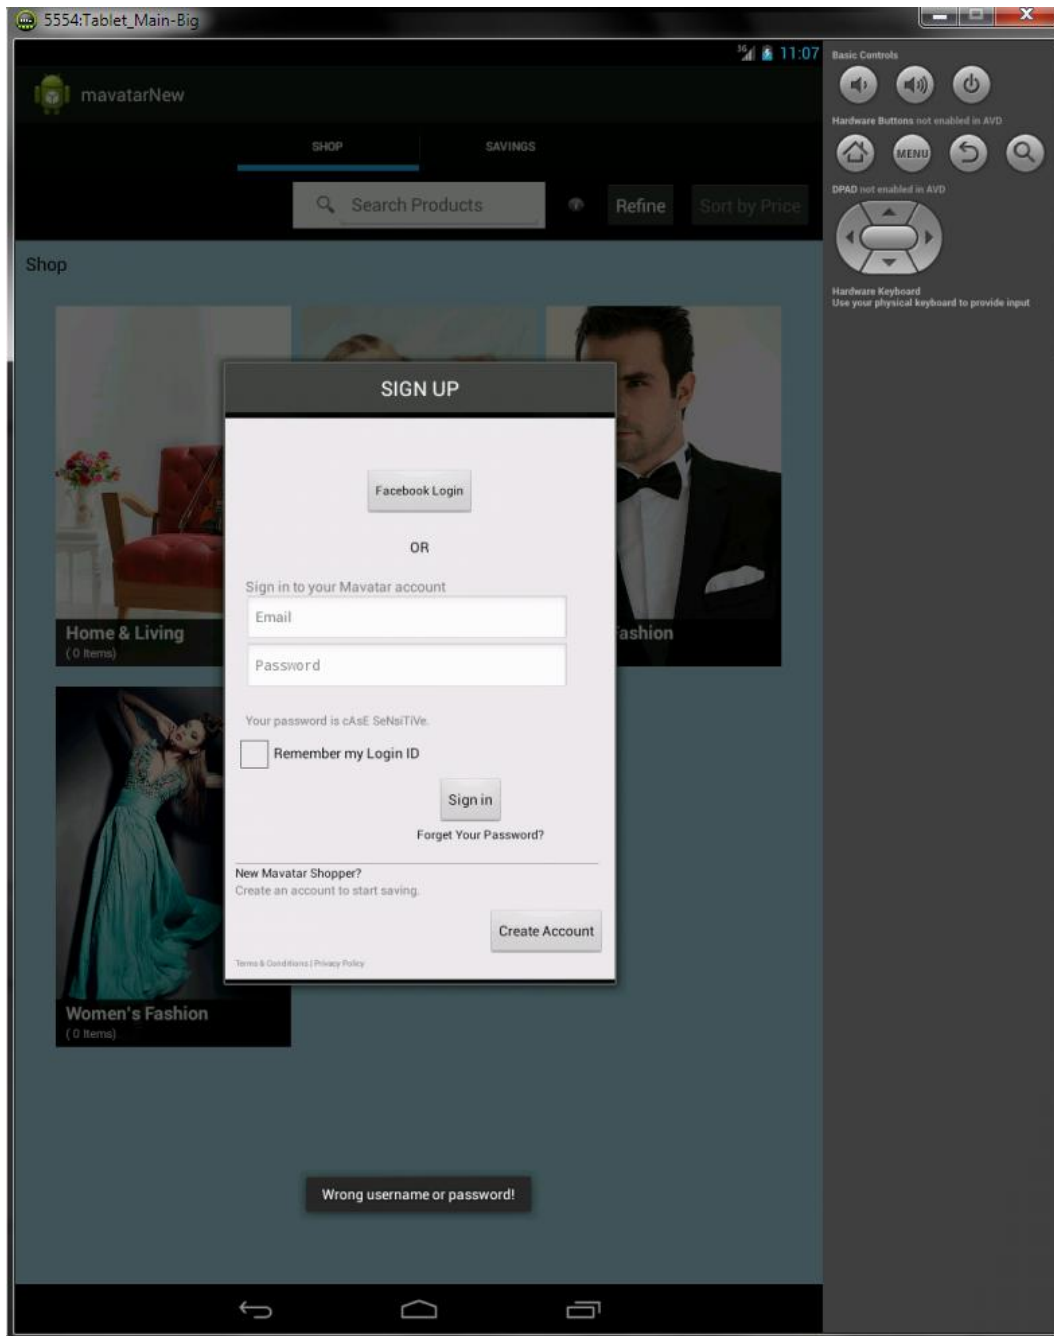 5554:Tablet_Main-Big
3G 11:07
mavatarNew
SHOP SAVINGS
Search Products Refine Sort by Price
Shop
Home & Living
( 0 Items)
ashion
SIGN UP
Facebook Login
OR
Sign in to your Mavatar account
Email
Password
Your password is cAsE SeNsiTiVe.
Remember my Login ID
Sign in
Forget Your Password?
New Mavatar Shopper?
Create an account to start saving.
Create Account
Terms & Conditions | Privacy Policy
Women's Fashion
( 0 Items)
Wrong username or password!
Basic Controls
Hardware Buttons not enabled in AVD
MENU
DPAD not enabled in AVD
Hardware Keyboard
Use your physical keyboard to provide input